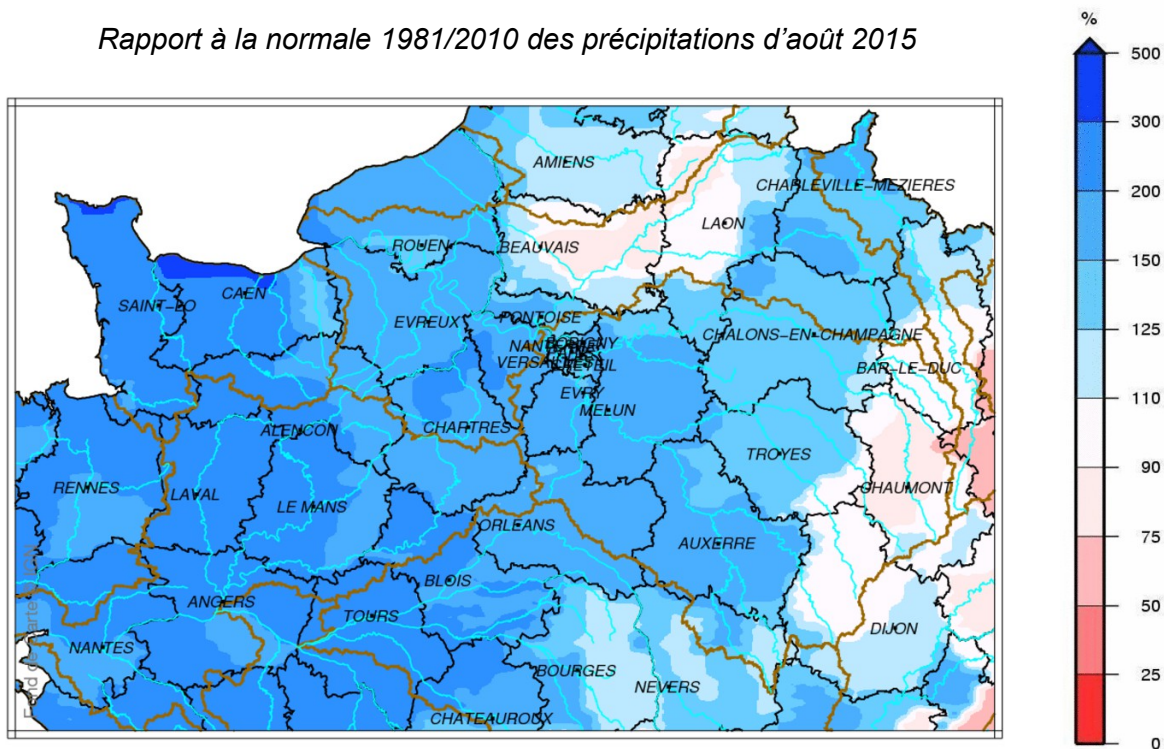 Rapport à la normale 1981/2010 des précipitations d’août 2015
%
500
300
200
150
125
110
90
75
50
25
0
AMIENS
CHARLEVILLE-MEZIERES
LAON
ROUEN
BEAUVAIS
SAINT-LO
CAEN
EVREUX
PONTOISE
CHALONS-EN-CHAMPAGNE
BAR-LE-DUC
EVRY
MELUN
CHARTRES
ALENCON
TROYES
RENNES
LAVAL
LE MANS
CHAUMONT
ORLEANS
AUXERRE
BLOIS
ANGERS
TOURS
DIJON
NANTES
BOURGES
NEVERS
CHATEAUROUX